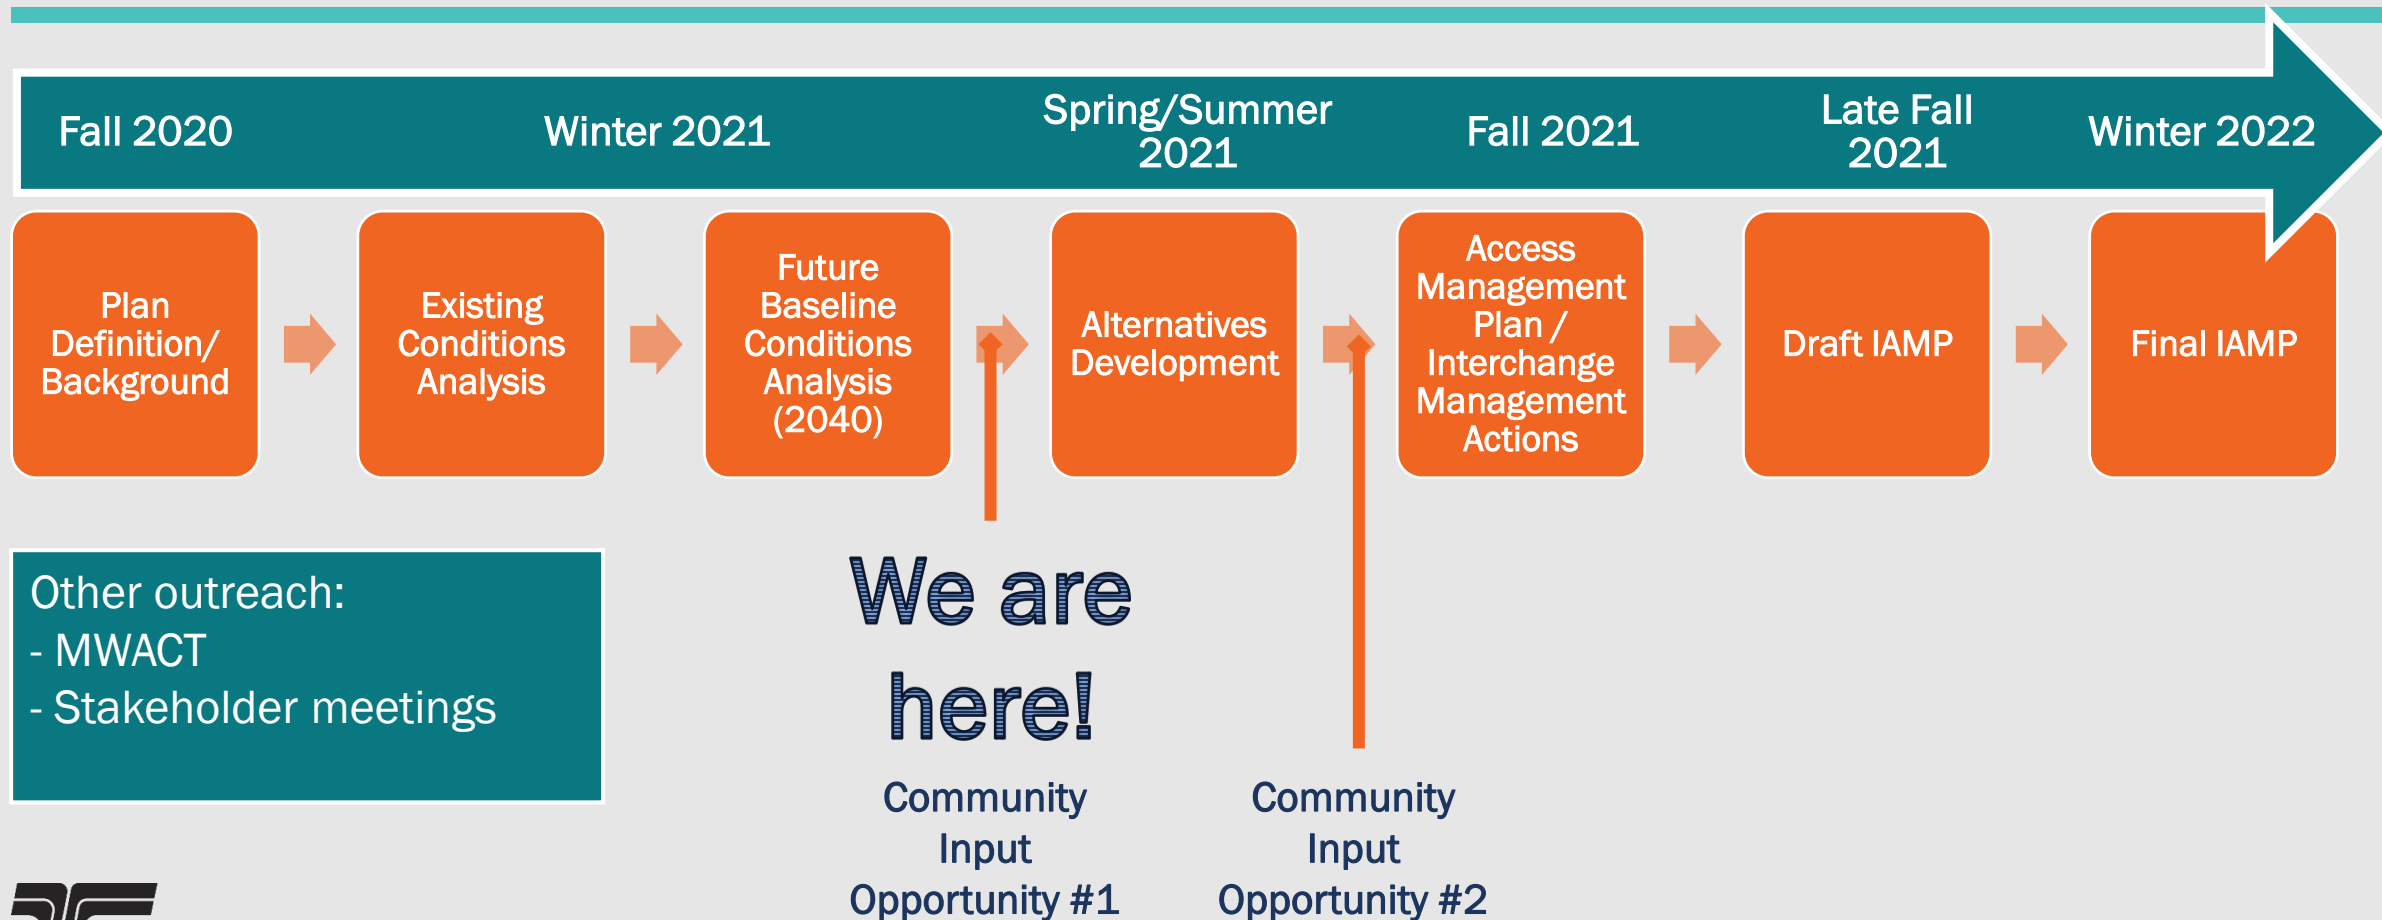 Fall 2020
Winter 2021
Spring/Summer
2021
Fall 2021
Late Fall
2021
Winter 2022
Plan
Definition/
Background
Existing
Conditions
Analysis
Future
Baseline
Conditions
Analysis
(2040)
Alternatives
Development
Access
Management
Plan /
Interchange
Management
Actions
Draft IAMP
Final IAMP
Other outreach:
- MWACT
- Stakeholder meetings
We are
here!
Community
Input
Opportunity #1
Community
Input
Opportunity #2